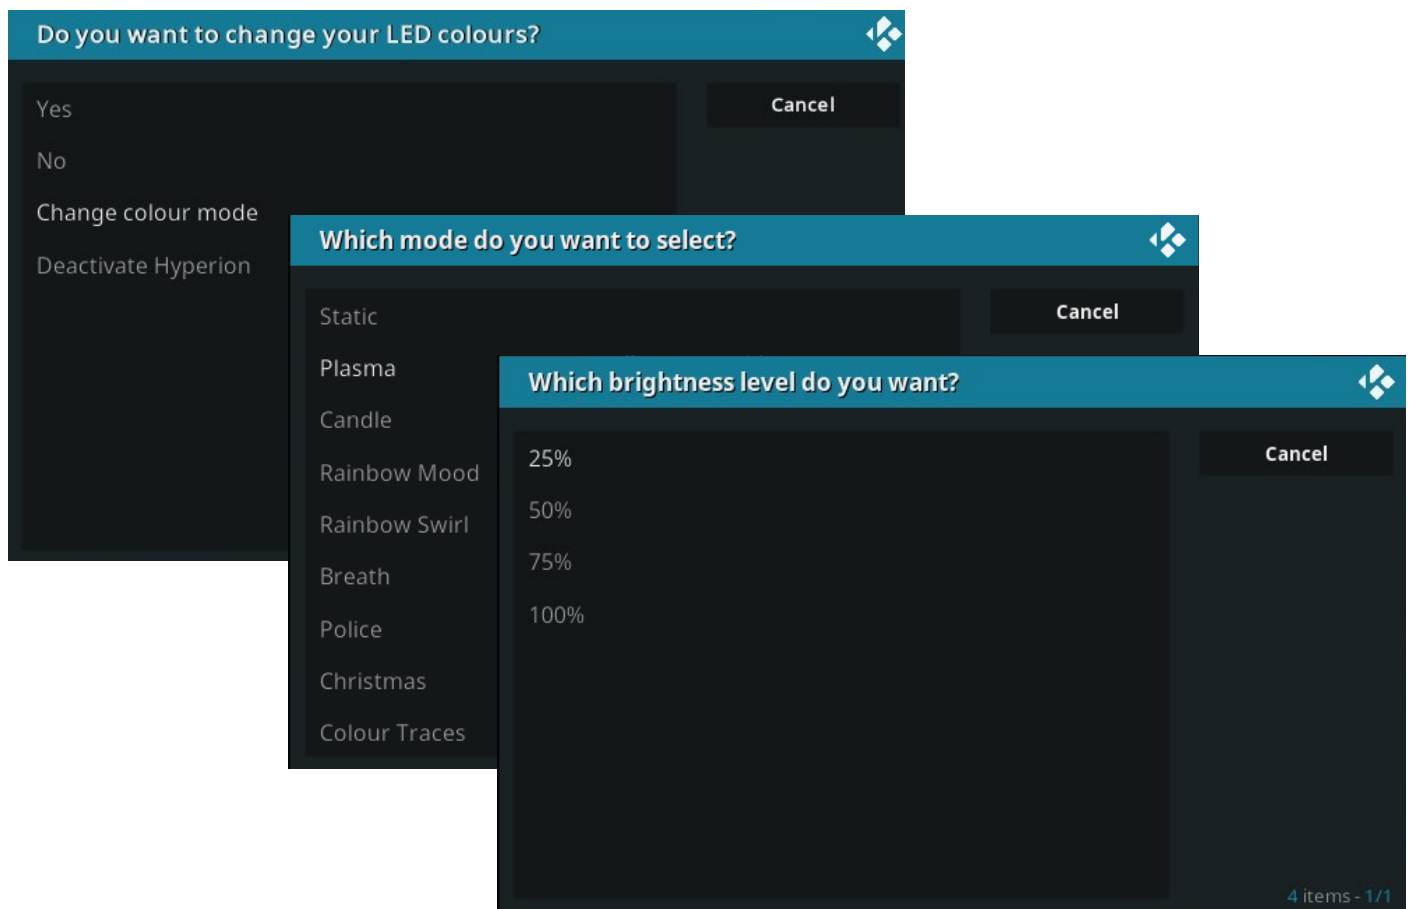 Do you want to change your LED colours?
Yes
Cancel
No
Change colour mode
Deactivate Hyperion
Which mode do you want to select?
Static
Cancel
Plasma
Candle
Rainbow Mood
Rainbow Swirl
Breath
Police
Christmas
Colour Traces
Which brightness level do you want?
25%
Cancel
50%
75%
100%
4 items - 1/1